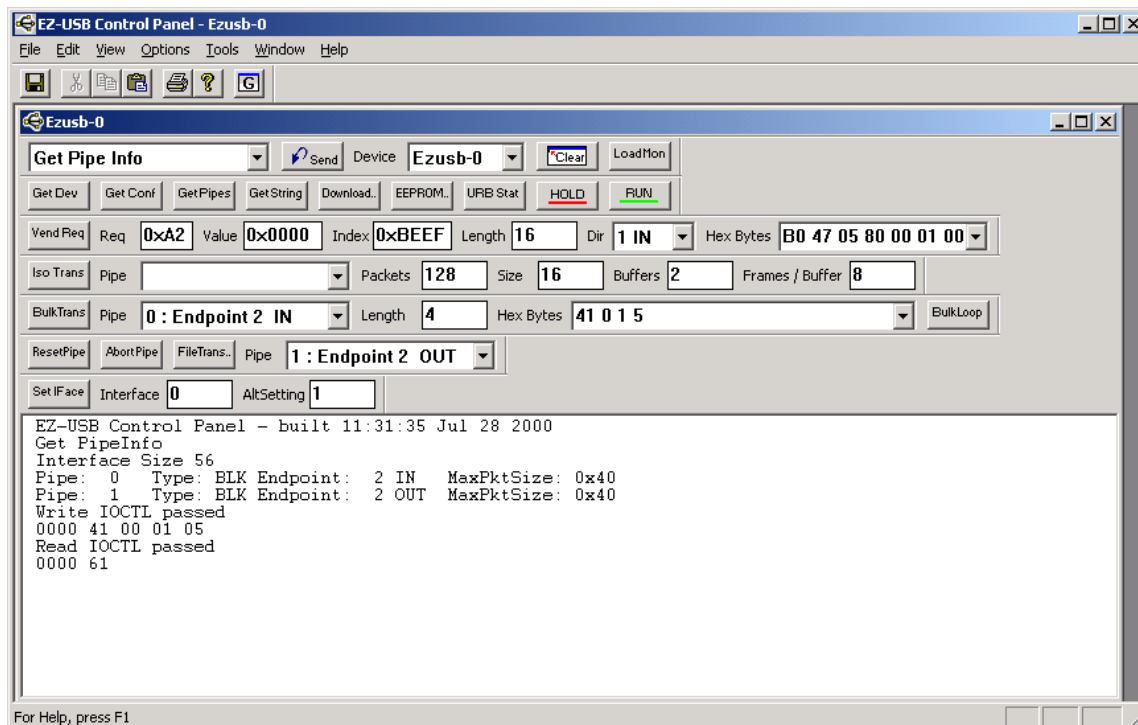 EZ-USB Control Panel - Ezusb-0
File Edit View Options Tools Window Help
G
Ezusb-0
Get Pipe Info Send Device Ezusb-0 Clear LoadMon
Get Dev Get Conf GetPipes GetString Download.. EEPROM.. URB Stat HOLD RUN
Vend Req Req 0xA2 Value 0x0000 Index 0xBEEF Length 16 Dir 1 IN Hex Bytes B0 47 05 80 00 01 00
Iso Trans Pipe Packets 128 Size 16 Buffers 2 Frames / Buffer 8
BulkTrans Pipe 0 : Endpoint 2 IN Length 4 Hex Bytes 41 0 1 5 BulkLoop
ResetPipe AbortPipe FileTrans.. Pipe 1 : Endpoint 2 OUT
Set IFace Interface 0 AltSetting 1
EZ-USB Control Panel - built 11:31:35 Jul 28 2000
Get PipeInfo
Interface Size 56
Pipe: 0 Type: BLK Endpoint: 2 IN MaxPktSize: 0x40
Pipe: 1 Type: BLK Endpoint: 2 OUT MaxPktSize: 0x40
Write IOCTL passed
0000 41 00 01 05
Read IOCTL passed
0000 61
For Help, press F1